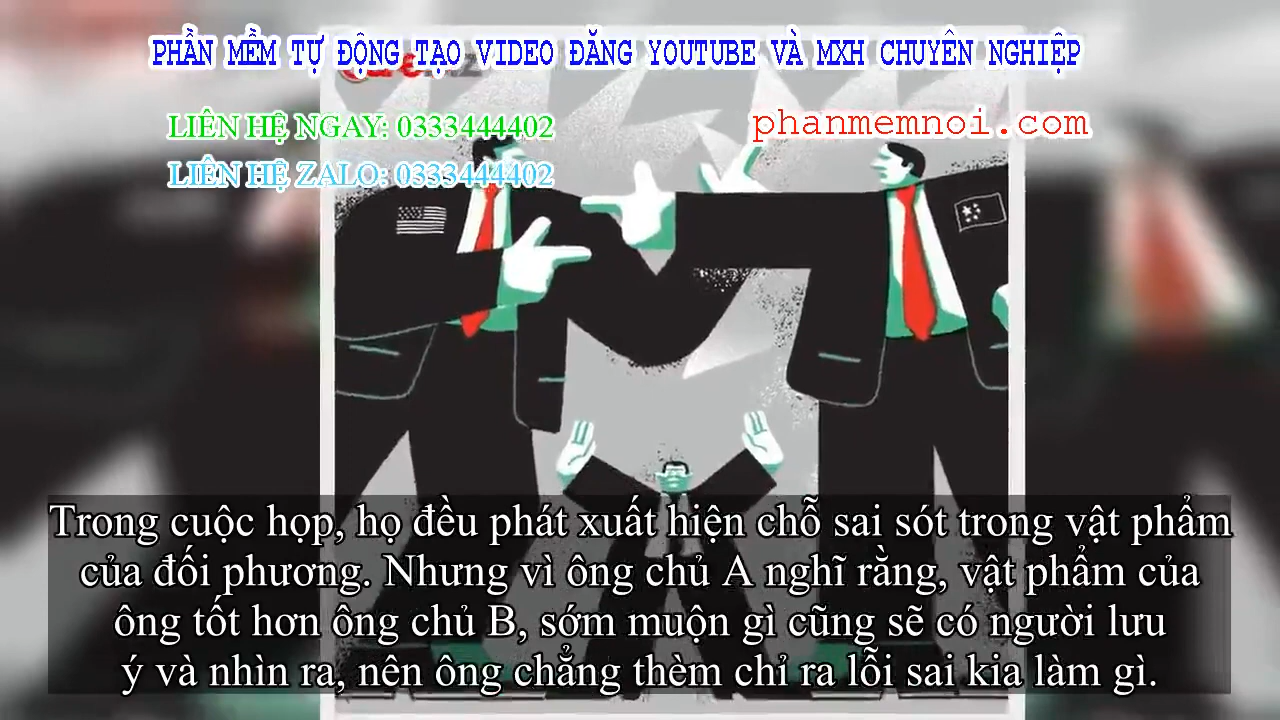 PHẦN MỀM TỰ ĐỘNG TẠO VIDEO ĐĂNG YOUTUBE VÀ MXH CHUYÊN NGHIỆP
LIÊN HỆ NGAY: 0333444402
phanmemnoi.com
LIÊN HỆ ZALO: 0333444402
Trong cuộc họp, họ đều phát xuất hiện chỗ sai sót trong vật phẩm
của đối phương. Nhưng vì ông chủ A nghĩ rằng, vật phẩm của
ông tốt hơn ông chủ B, sớm muộn gì cũng sẽ có người lưu
ý và nhìn ra, nên ông chẳng thèm chỉ ra lỗi sai kia làm gì.